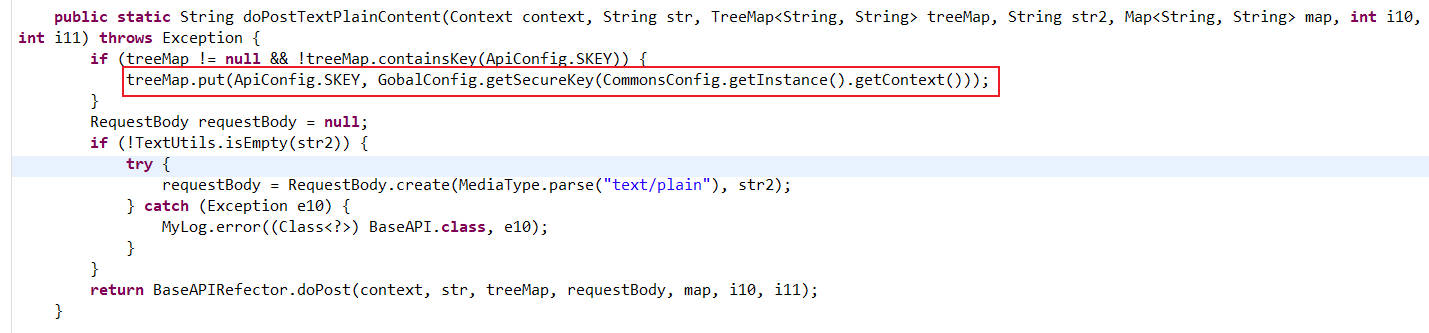 public static String doPostTextPlainContent(Context context, String str, TreeMap<String, String> treeMap, String str2, Map<String, String> map, int i10,
int i11) throws Exception {
if (treeMap != null && !treeMap.containsKey(ApiConfig.SKEY)) {
treeMap.put(ApiConfig.SKEY, GobalConfig.getSecureKey(CommonsConfig.getInstance().getContext()));
}
RequestBody requestBody = null;
if (!TextUtils.isEmpty(str2)) {
try {
requestBody = RequestBody.create(MediaType.parse("text/plain"), str2);
} catch (Exception e10) {
MyLog.error((Class<?>) BaseAPI.class, e10);
}
}
return BaseAPIRefector.doPost(context, str, treeMap, requestBody, map, i10, i11);
}